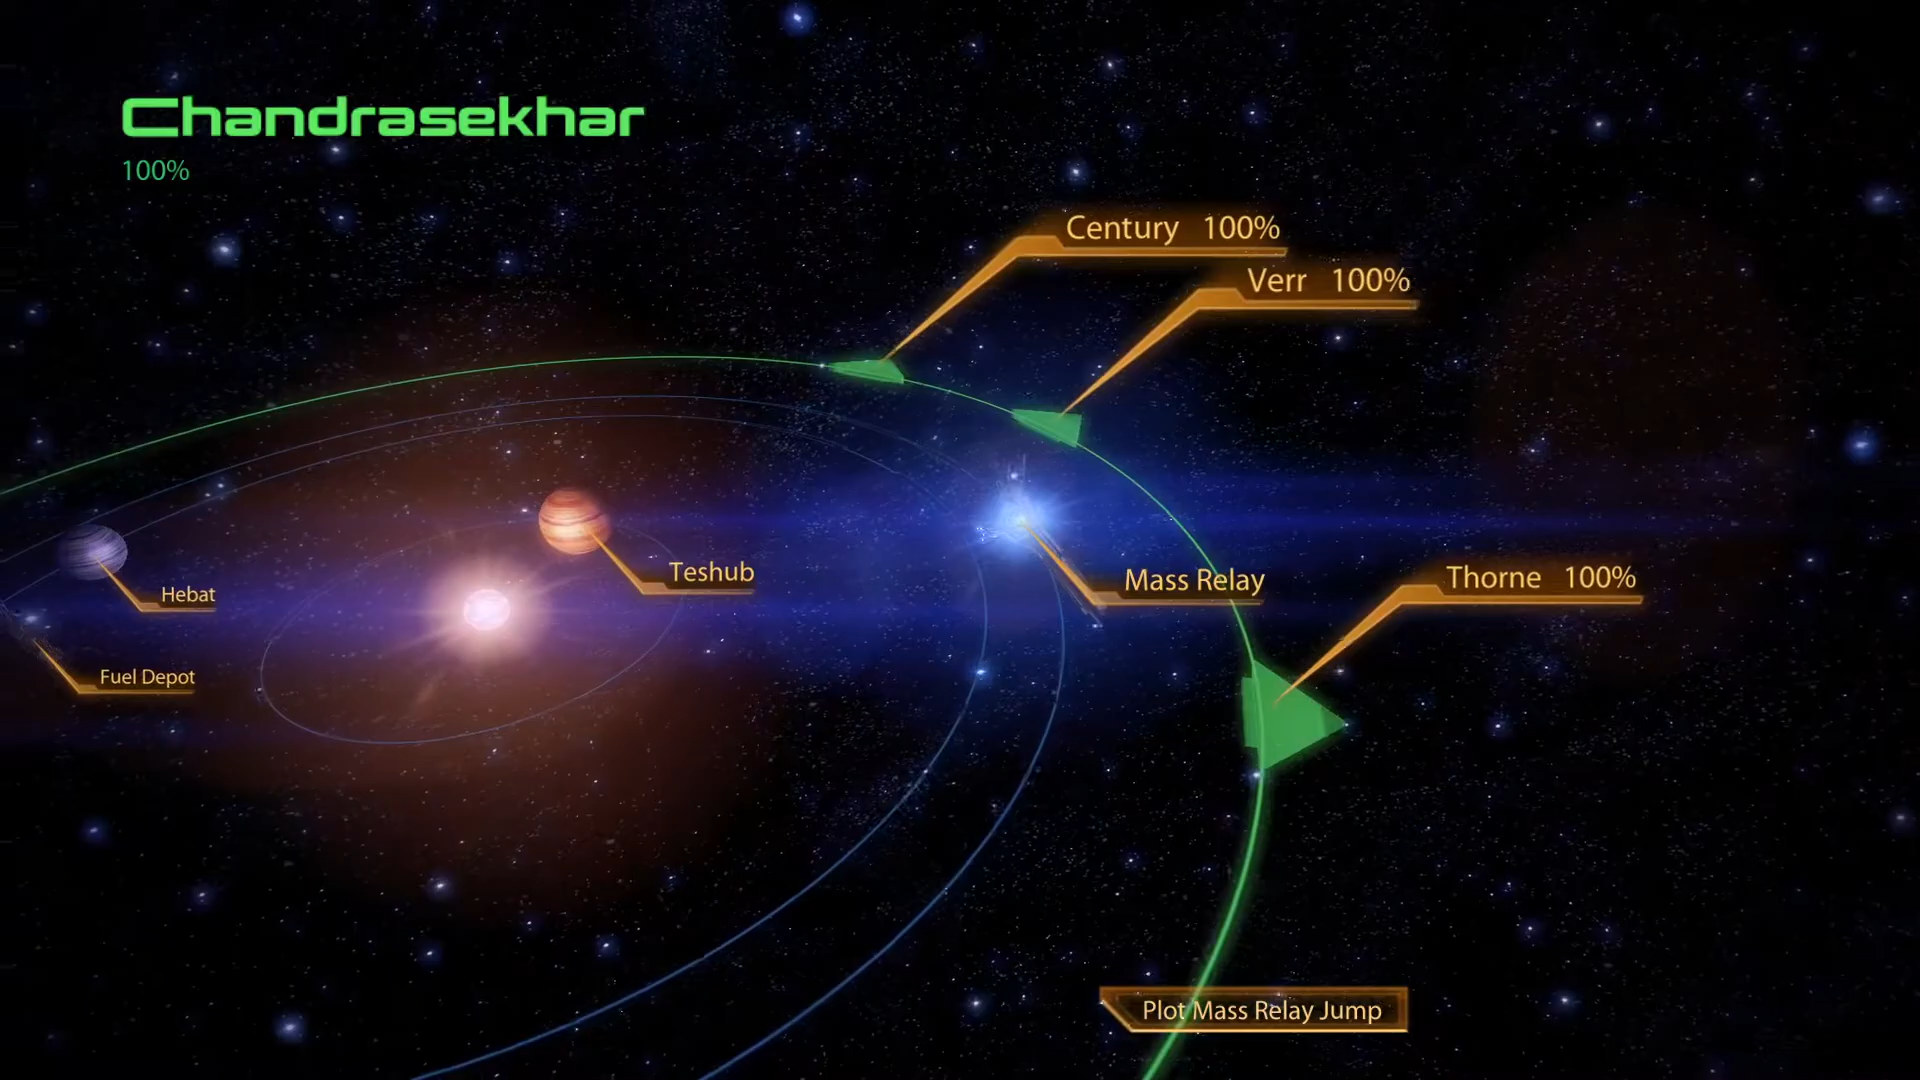 Chandrasekhar
100%
Century 100%
Verr 100%
Teshub
Mass Relay
Thorne 100%
Hebat
Fuel Depot
Plot Mass Relay Jump